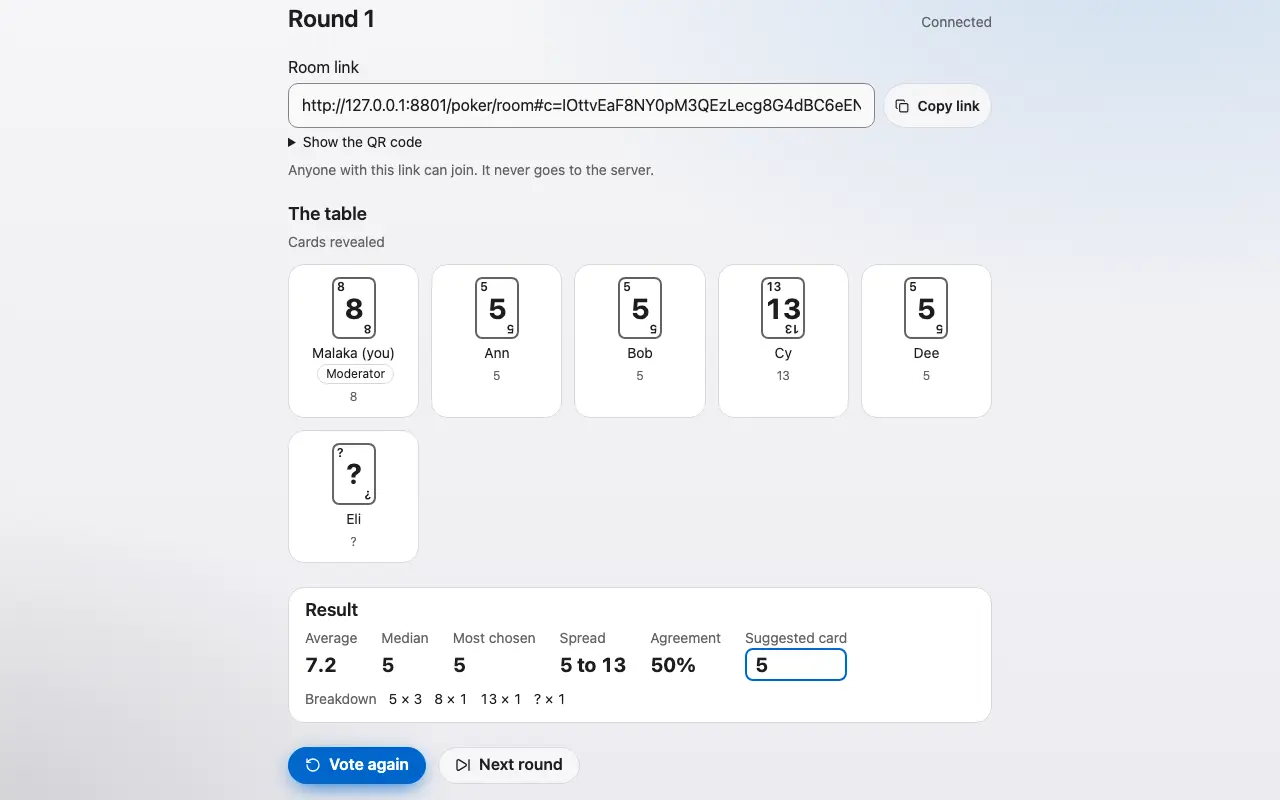 Round 1
Connected
Room link
http://127.0.0.1:8801/poker/room#c=IOttvEaF8NY0pM3QEzLecg8G4dBC6eEN
Copy link
Show the QR code
Anyone with this link can join. It never goes to the server.
The table
Cards revealed
8
8
8
Malaka (you)
Moderator
8
5
5
5
Ann
5
5
5
5
Bob
5
13
13
13
Cy
13
5
5
5
Dee
5
?
?
?
Eli
?
Result
Average Median Most chosen Spread Agreement Suggested card
7.2 5 5 5 to 13 50% 5
Breakdown 5 × 3 8 × 1 13 × 1 ? × 1
Vote again Next round